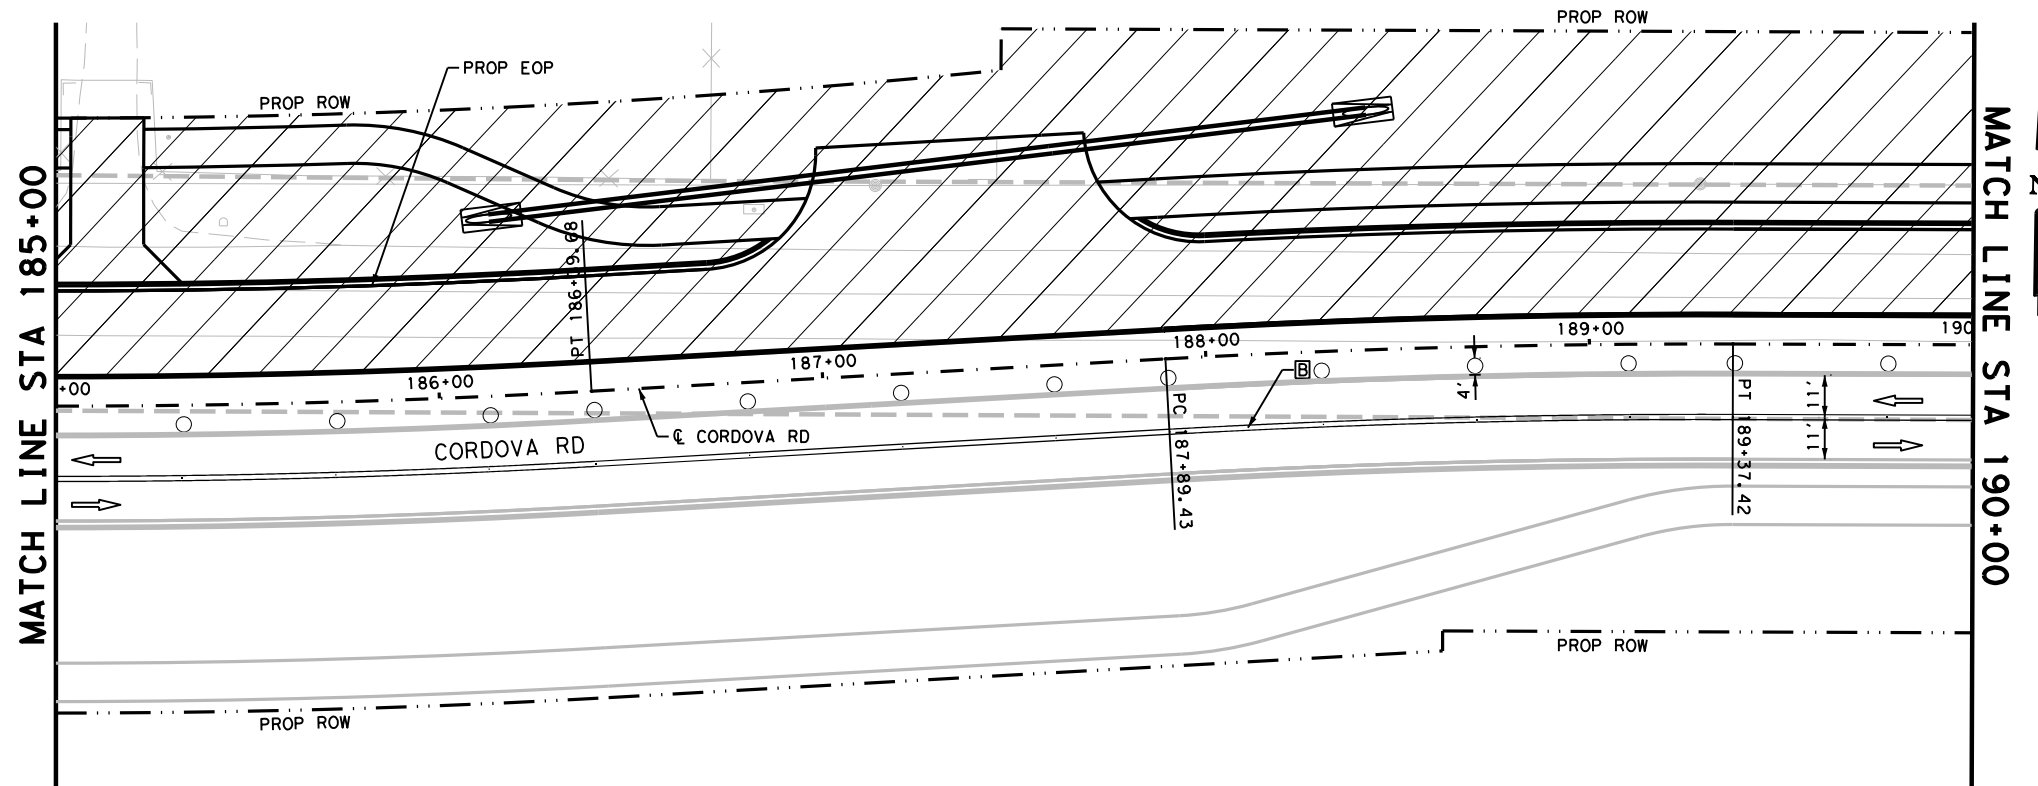 PROP ROW
PROP EOP
PROP ROW
MATCH LINE STA 185+00
MATCH LINE STA 190+00
PT 186+39.68
+00
186+00
187+00
188+00
189+00
190
B
4'
11'
11'
℄ CORDOVA RD
CORDOVA RD
PC 187+89.43
PT 189+37.42
PROP ROW
PROP ROW